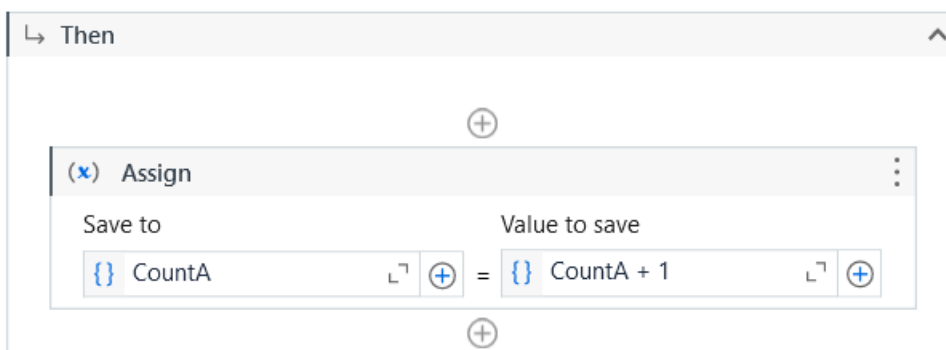 Then
(x) Assign
Save to
Value to save
{} CountA
= {} CountA + 1